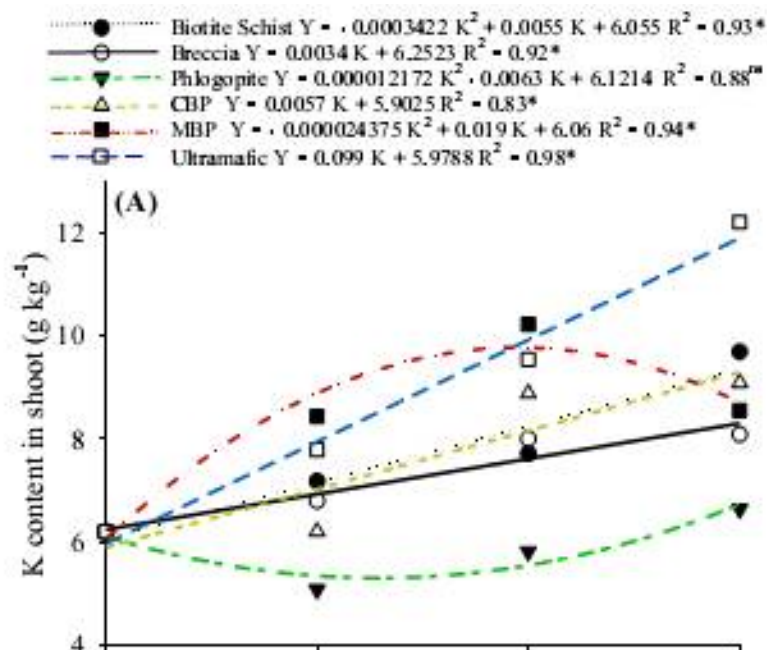 Biotite Schist Y = - 0.0003422 K² + 0.0055 K + 6.055 R² = 0.93*
Breccia Y = 0.0034 K + 6.2523 R² = 0.92*
Phlogopite Y = 0.000012172 K² - 0.0063 K + 6.1214 R² = 0.88ⁿˢ
CBP Y = 0.0057 K + 5.9025 R² = 0.83*
MBP Y = - 0.000024375 K² + 0.019 K + 6.06 R² = 0.94*
Ultramafic Y = 0.099 K + 5.9788 R² = 0.98*
(A)
12
10
8
6
4
K content in shoot (g kg⁻¹)